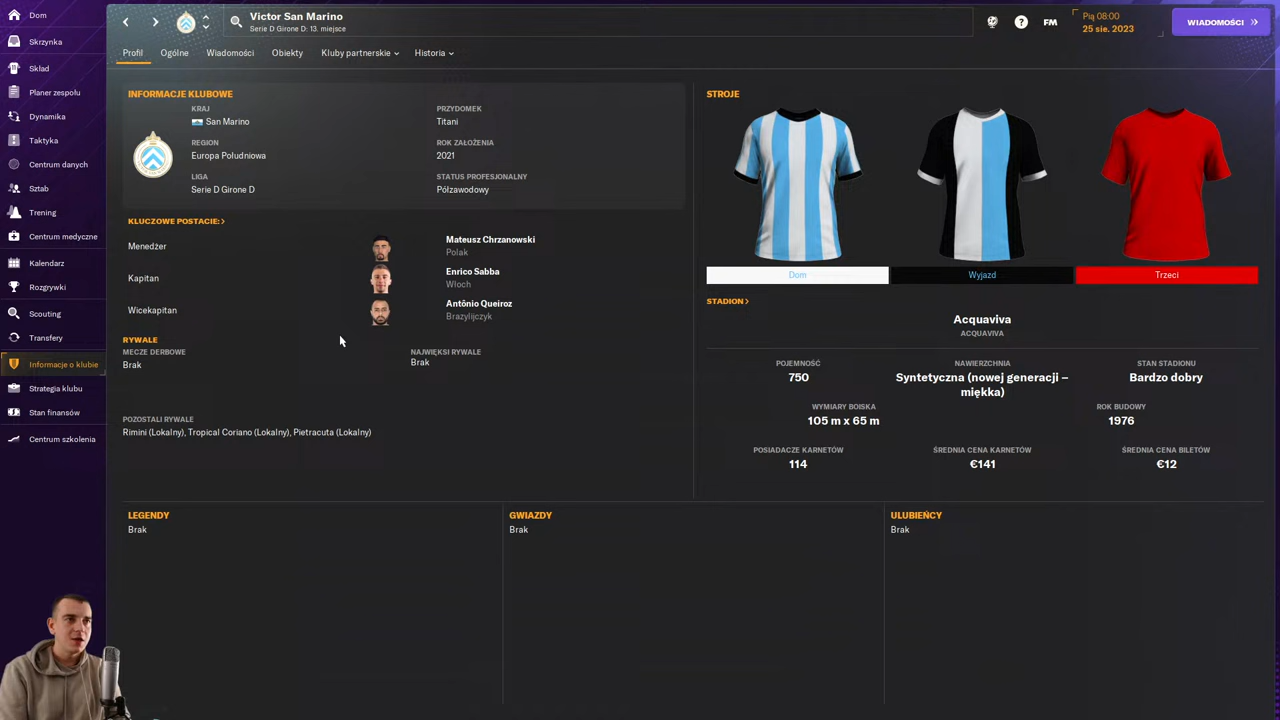 Dom
Skrzynka
Skład
Planer zespołu
Dynamika
Taktyka
Centrum danych
Sztab
Trening
Centrum medyczne
Kalendarz
Rozgrywki
Scouting
Transfery
Informacje o klubie
Strategia klubu
Stan finansów
Centrum szkolenia
Victor San Marino
Serie D Girone D: 13. miejsce
FM
Pią 08:00
25 sie. 2023
WIADOMOŚCI
Profil
Ogólne
Wiadomości
Obiekty
Kluby partnerskie
Historia
INFORMACJE KLUBOWE
KRAJ
San Marino
PRZYDOMEK
Titani
REGION
Europa Południowa
ROK ZAŁOŻENIA
2021
LIGA
Serie D Girone D
STATUS PROFESJONALNY
Półzawodowy
KLUCZOWE POSTACIE: >
Menedżer
Mateusz Chrzanowski
Polak
Kapitan
Enrico Sabba
Włoch
Wicekapitan
Antônio Queiroz
Brazylijczyk
RYWALE
MECZE DERBOWE
Brak
NAJWIĘKSI RYWALE
Brak
POZOSTALI RYWALE
Rimini (Lokalny), Tropical Coriano (Lokalny), Pietracuta (Lokalny)
STROJE
Dom
Wyjazd
Trzeci
STADION >
Acquaviva
ACQUAVIVA
POJEMNOŚĆ
750
NAWIERZCHNIA
Syntetyczna (nowej generacji –
miękka)
STAN STADIONU
Bardzo dobry
WYMIARY BOISKA
105 m x 65 m
ROK BUDOWY
1976
POSIADACZE KARNETÓW
114
ŚREDNIA CENA KARNETÓW
€141
ŚREDNIA CENA BILETÓW
€12
LEGENDY
Brak
GWIAZDY
Brak
ULUBIEŃCY
Brak